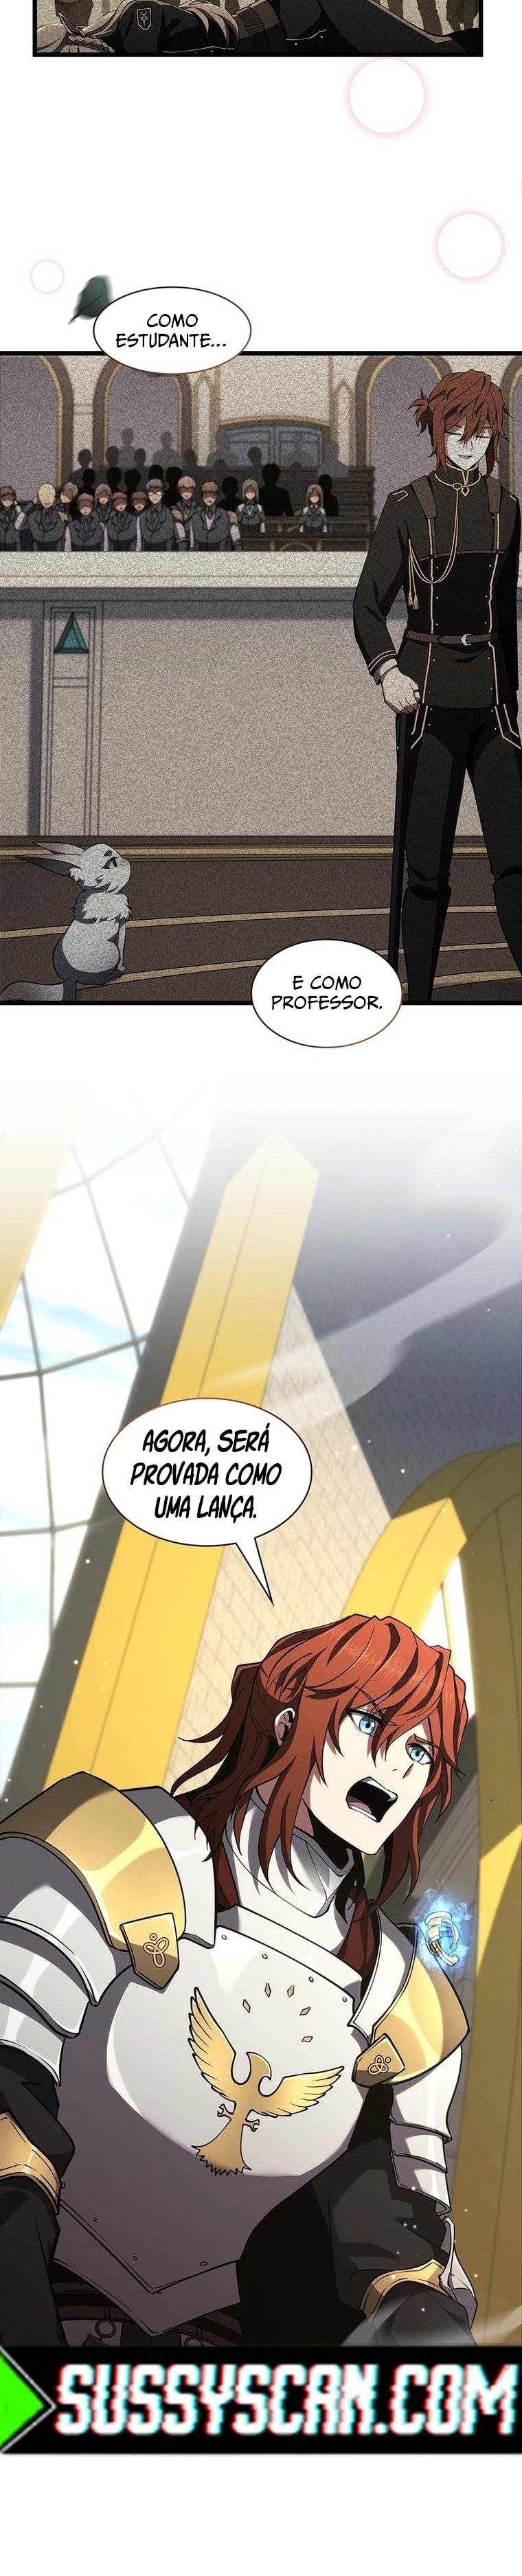 COMO
ESTUDANTE...
E COMO
PROFESSOR.
AGORA, SERÁ
PROVADA COMO
UMA LANÇA.
SUSSYSCAN.COM